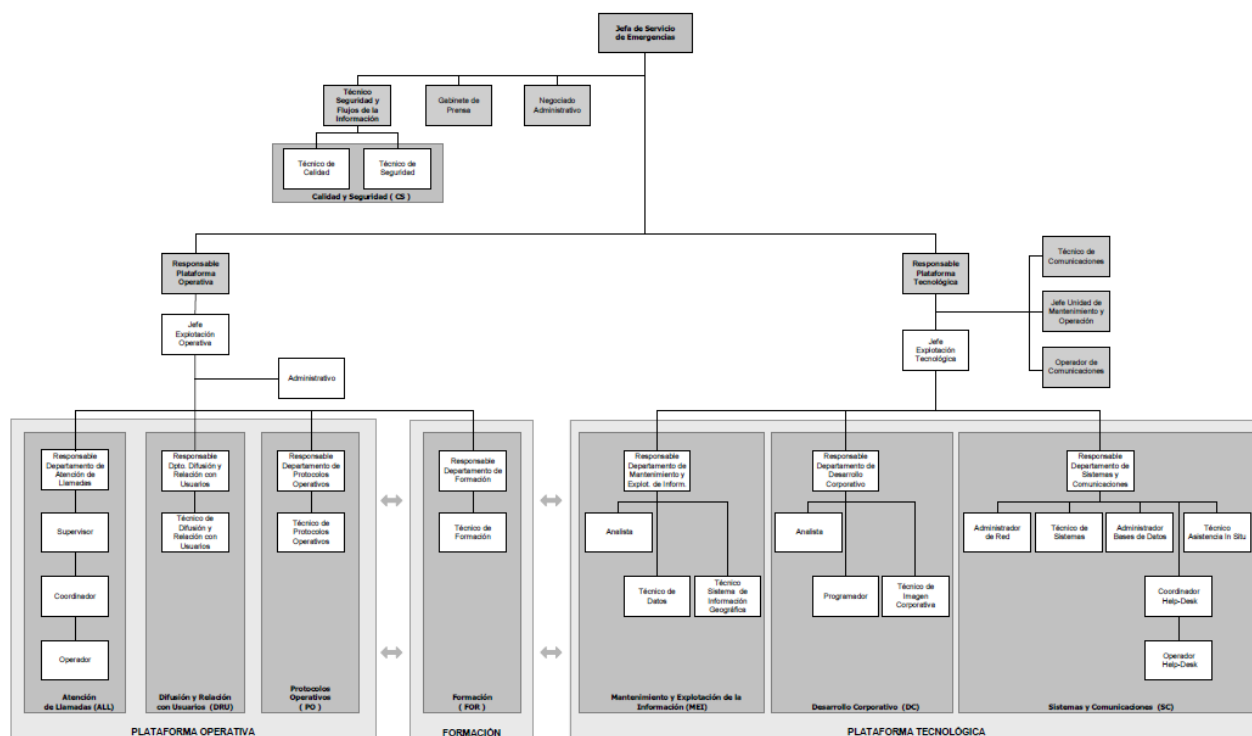 Jefa de Servicio
de Emergencias
Técnico
Seguridad y
Flujos de la
Información
Gabinete de
Prensa
Negociado
Administrativo
Técnico de
Calidad
Técnico de
Seguridad
Calidad y Seguridad ( CS )
Responsable
Plataforma
Operativa
Responsable
Plataforma
Tecnológica
Técnico de
Comunicaciones
Jefe Unidad de
Mantenimiento y
Operación
Operador de
Comunicaciones
Jefe
Explotación
Operativa
Jefe
Explotación
Tecnológica
Administrativo
Responsable
Departamento de
Atención de
Llamadas
Supervisor
Coordinador
Operador
Atención
de Llamadas (ALL)
Responsable
Dpto. Difusión y
Relación con
Usuarios
Técnico de
Difusión y
Relación con
Usuarios
Difusión y Relación
con Usuarios (DRU)
Responsable
Departamento de
Protocolos
Operativos
Técnico de
Protocolos
Operativos
Protocolos
Operativos
( PO )
PLATAFORMA OPERATIVA
Responsable
Departamento de
Formación
Técnico de
Formación
Formación
( FOR )
FORMACIÓN
Responsable
Departamento de
Mantenimiento y
Explot. de Inform.
Analista
Técnico de
Datos
Técnico
Sistema de
Información
Geográfica
Mantenimiento y Explotación de la
Información (MEI)
Responsable
Departamento de
Desarrollo
Corporativo
Analista
Programador
Técnico de
Imagen
Corporativa
Desarrollo Corporativo (DC)
Responsable
Departamento de
Sistemas y
Comunicaciones
Administrador
de Red
Técnico de
Sistemas
Administrador
Bases de Datos
Técnico
Asistencia In Situ
Coordinador
Help-Desk
Operador
Help-Desk
Sistemas y Comunicaciones (SC)
PLATAFORMA TECNOLÓGICA